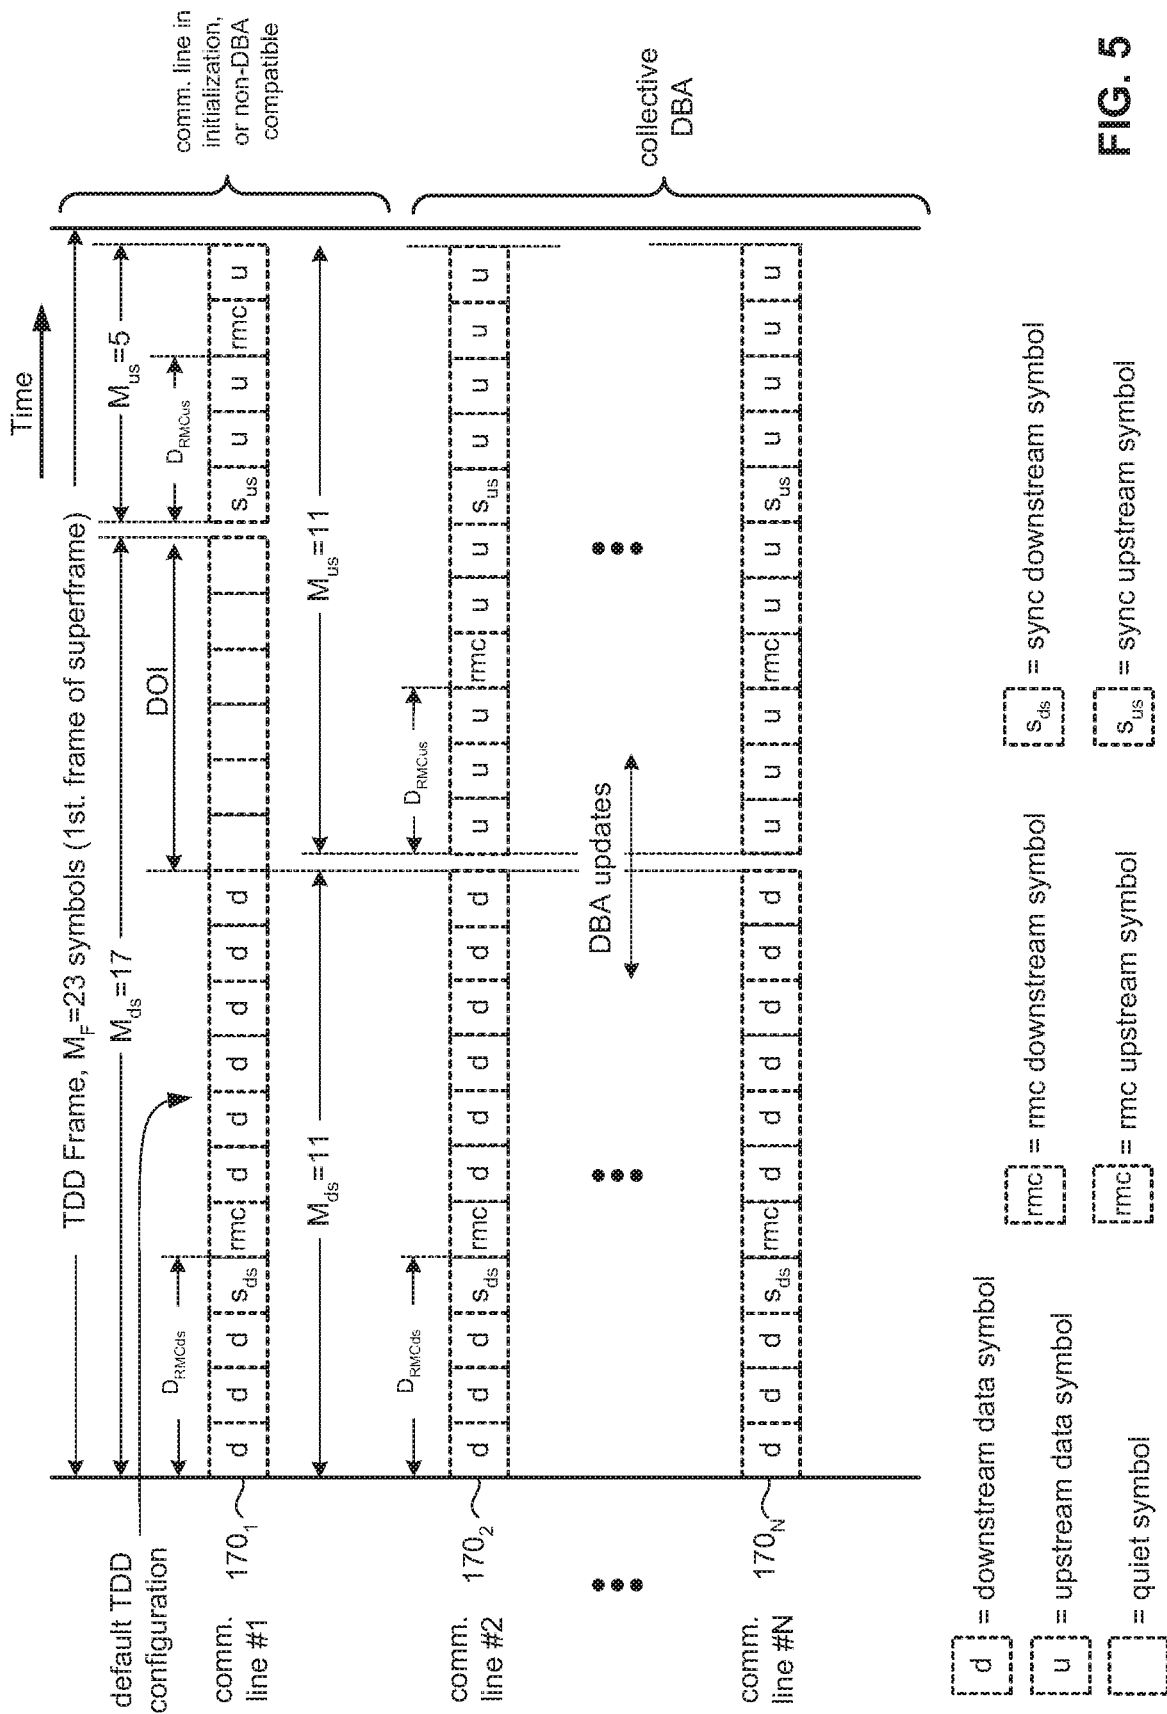 Time
TDD Frame, M_F=23 symbols (1st. frame of superframe)
M_ds=17
M_us=5
default TDD
configuration
D_RMCds
DOI
D_RMCus
comm.
line #1
170_1
d d d s_ds rmc d d d d d d s_us u u rmc u
comm. line in
initialization,
or non-DBA
compatible
M_ds=11
M_us=11
D_RMCds
D_RMCus
comm.
line #2
170_2
d d d s_ds rmc d d d d d d u u u rmc u u s_us u u u u
collective
DBA
DBA updates
comm.
line #N
170_N
d d d s_ds rmc d d d d d d u u u rmc u u s_us u u u u
d = downstream data symbol
rmc = rmc downstream symbol
s_ds = sync downstream symbol
u = upstream data symbol
rmc = rmc upstream symbol
s_us = sync upstream symbol
= quiet symbol
FIG. 5